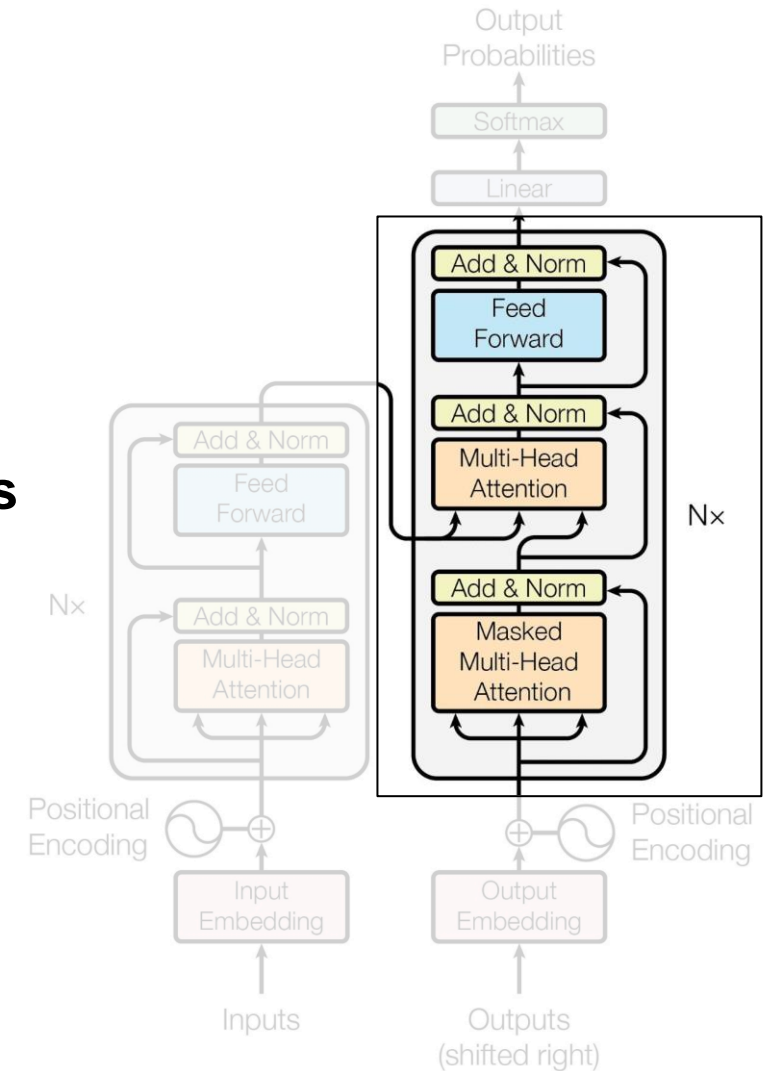 Output
Probabilities
Softmax
Linear
Add & Norm
Feed
Forward
Add & Norm
Multi-Head
Attention
Nx
Add & Norm
Masked
Multi-Head
Attention
s
Add & Norm
Feed
Forward
Nx
Add & Norm
Multi-Head
Attention
Positional
Encoding
Positional
Encoding
Input
Embedding
Output
Embedding
Inputs
Outputs
(shifted right)